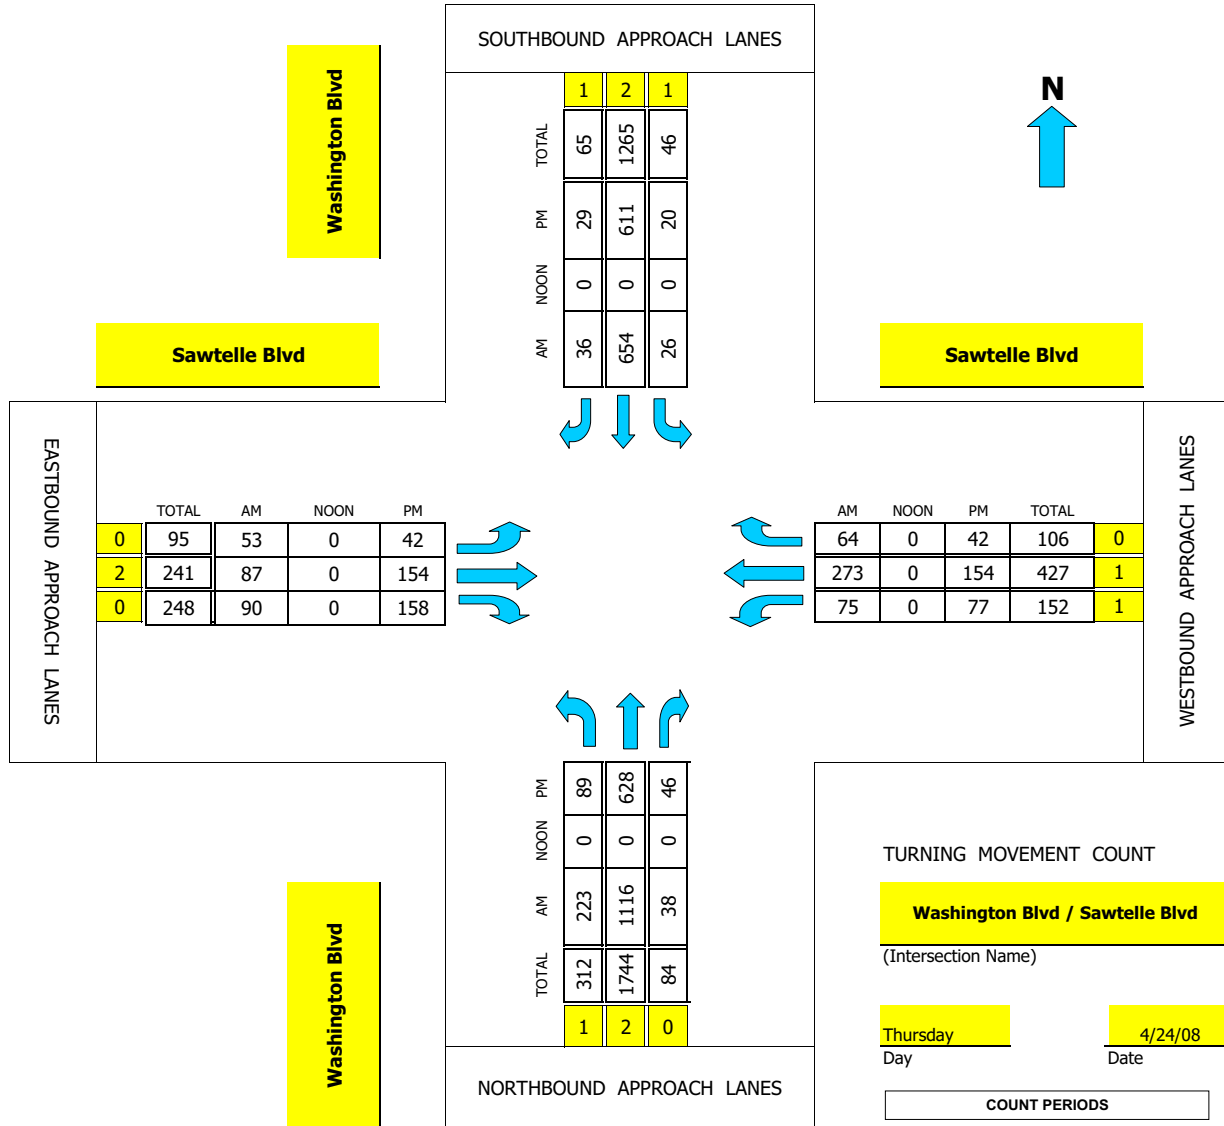 SOUTHBOUND APPROACH LANES
1 2 1
TOTAL 65 1265 46
PM 29 611 20
NOON 0 0 0
AM 36 654 26
Washington Blvd
N
Sawtelle Blvd
Sawtelle Blvd
EASTBOUND APPROACH LANES
TOTAL AM NOON PM
0 95 53 0 42
2 241 87 0 154
0 248 90 0 158
AM NOON PM TOTAL
64 0 42 106 0
273 0 154 427 1
75 0 77 152 1
WESTBOUND APPROACH LANES
PM 89 628 46
NOON 0 0 0
AM 223 1116 38
TOTAL 312 1744 84
1 2 0
NORTHBOUND APPROACH LANES
Washington Blvd
TURNING MOVEMENT COUNT
Washington Blvd / Sawtelle Blvd
(Intersection Name)
Thursday 4/24/08
Day Date
COUNT PERIODS